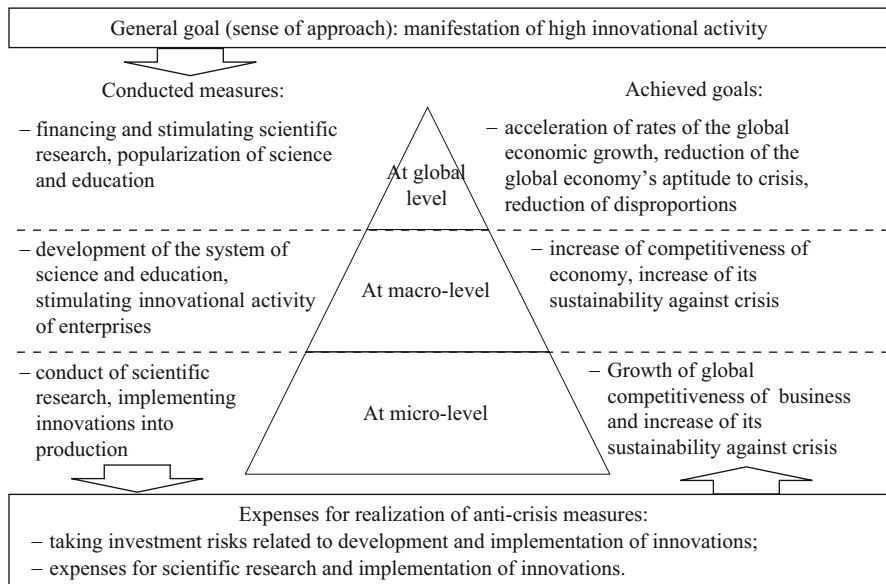 General goal (sense of approach): manifestation of high innovational activity
Conducted measures:
– financing and stimulating scientific
research, popularization of science
and education
– development of the system of
science and education,
stimulating innovational activity
of enterprises
– conduct of scientific
research, implementing
innovations into
production
At global
level
At macro-level
At micro-level
Achieved goals:
– acceleration of rates of the global
economic growth, reduction of the
global economy’s aptitude to crisis,
reduction of disproportions
– increase of competitiveness of
economy, increase of its
sustainability against crisis
– Growth of global
competitiveness of business
and increase of its
sustainability against crisis
Expenses for realization of anti-crisis measures:
– taking investment risks related to development and implementation of innovations;
– expenses for scientific research and implementation of innovations.